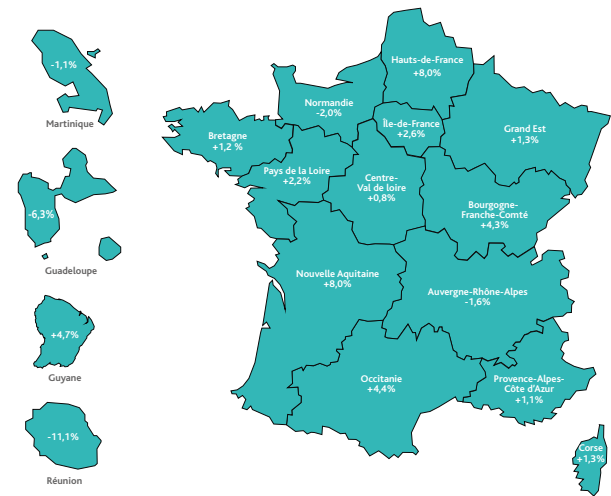 -1,1%
Martinique
-6,3%
Guadeloupe
+4,7%
Guyane
-11,1%
Réunion
Hauts-de-France
+8,0%
Normandie
-2,0%
Île-de-France
+2,6%
Grand Est
+1,3%
Bretagne
+1,2 %
Pays de la Loire
+2,2%
Centre-
Val de loire
+0,8%
Bourgogne-
Franche-Comté
+4,3%
Nouvelle Aquitaine
+8,0%
Auvergne-Rhône-Alpes
-1,6%
Occitanie
+4,4%
Provence-Alpes-
Côte d'Azur
+1,1%
Corse
+1,3%